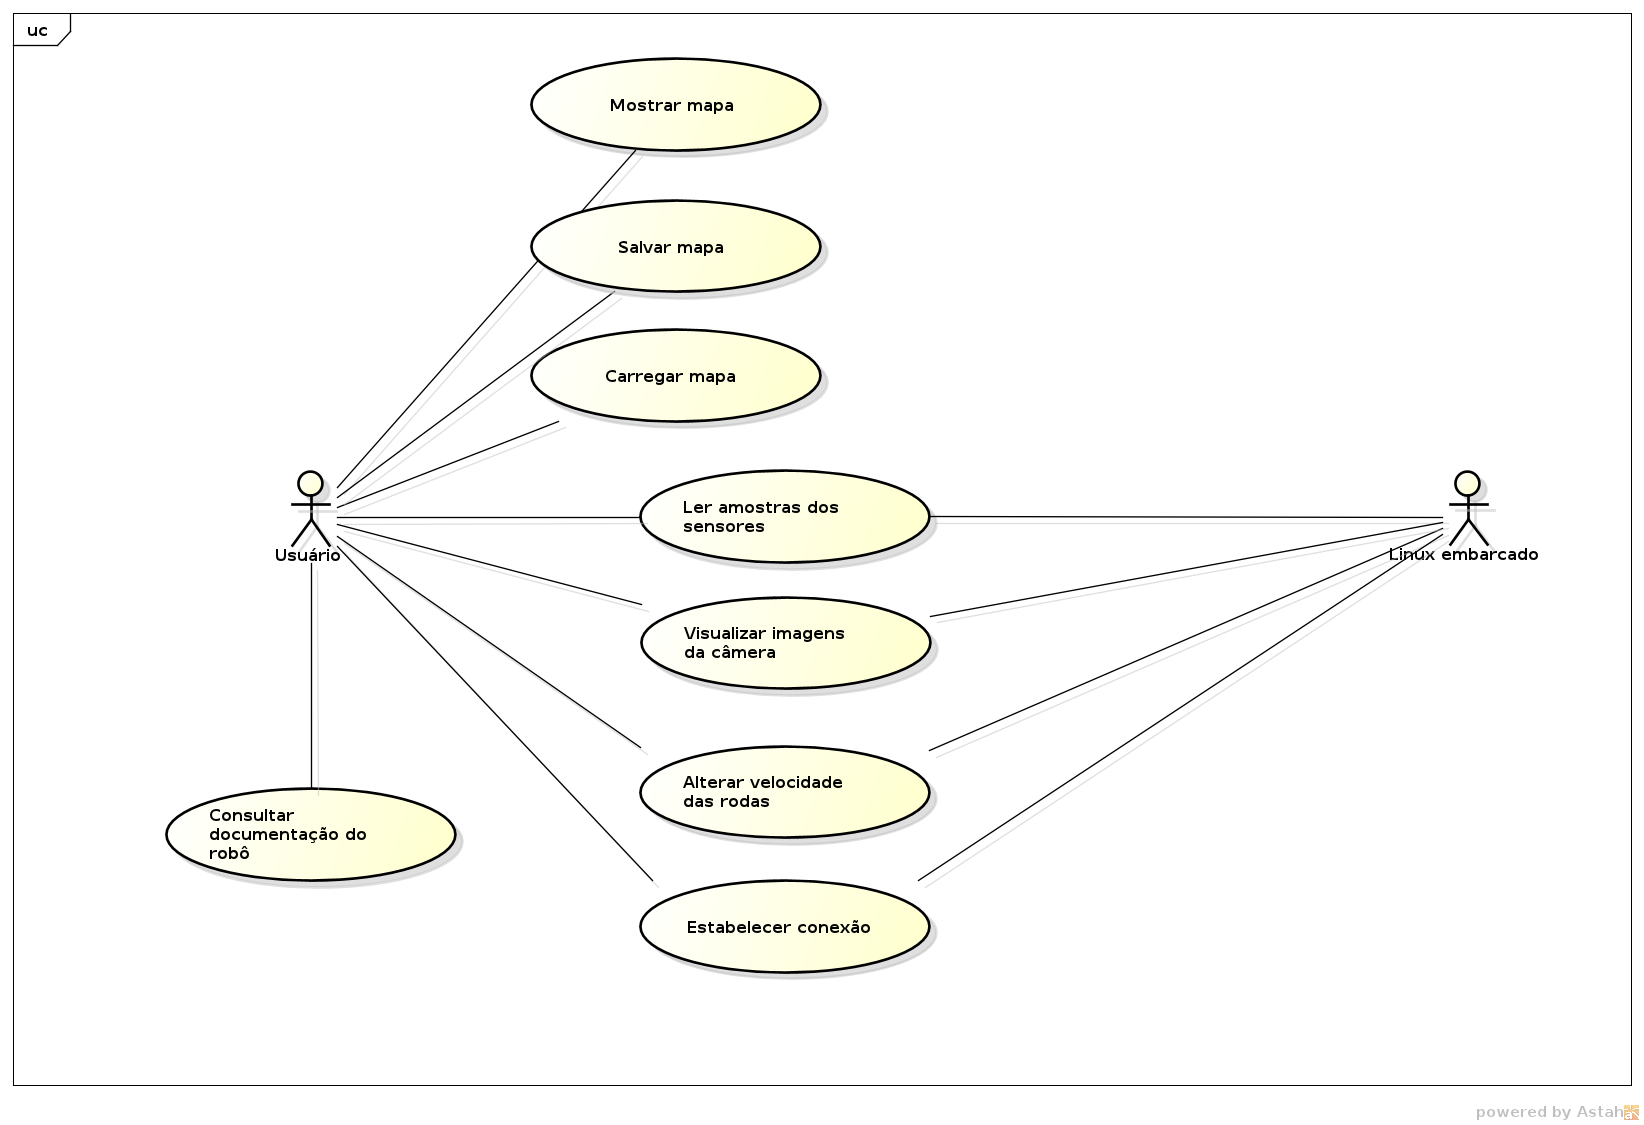 uc
Mostrar mapa
Salvar mapa
Carregar mapa
Ler amostras dos
sensores
Usuário
Linux embarcado
Visualizar imagens
da câmera
Alterar velocidade
das rodas
Consultar
documentação do
robô
Estabelecer conexão
powered by Astah